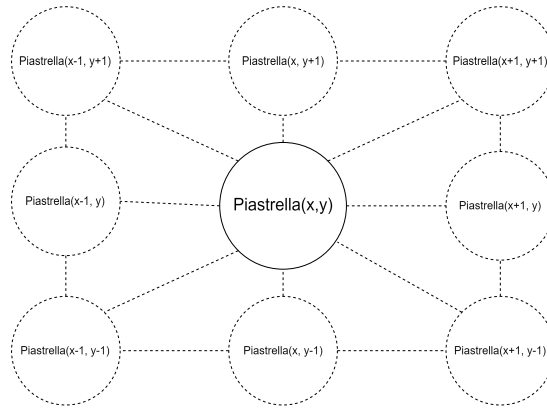 Piastrella(x-1, y+1)
Piastrella(x, y+1)
Piastrella(x+1, y+1)
Piastrella(x-1, y)
Piastrella(x,y)
Piastrella(x+1, y)
Piastrella(x-1, y-1)
Piastrella(x, y-1)
Piastrella(x+1, y-1)